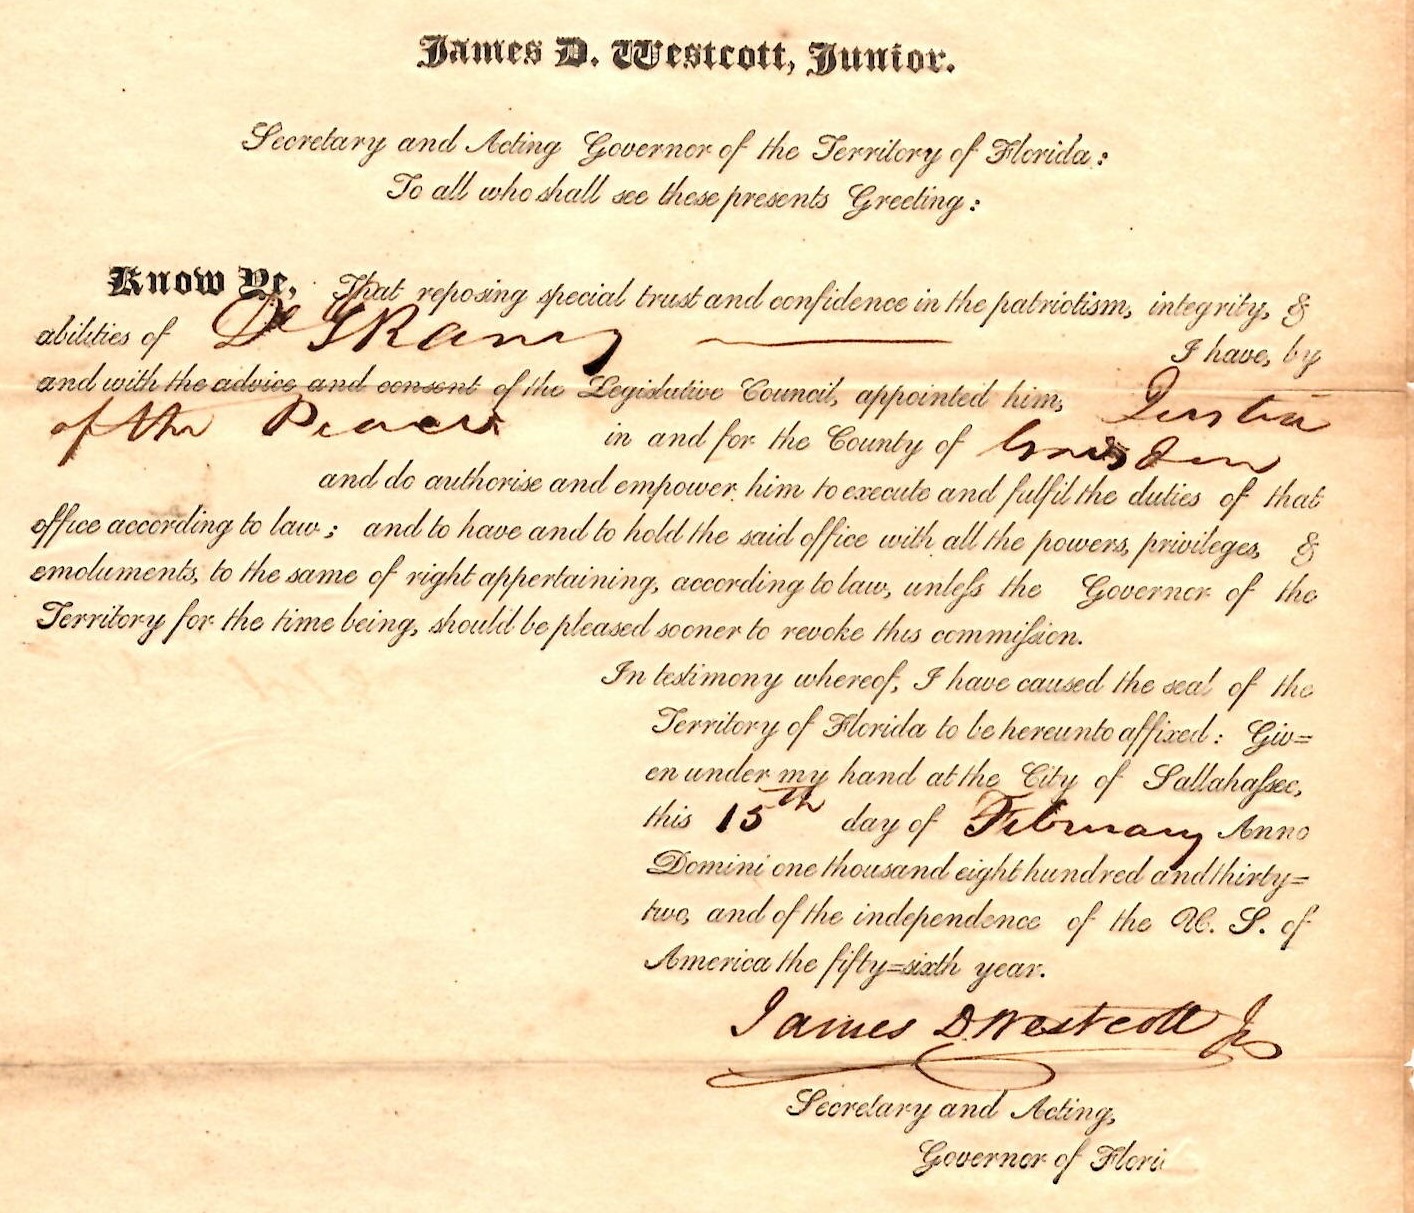 James D. Westcott, Junior.
Secretary and Acting Governor of the Territory of Florida:
To all who shall see these presents Greeting:
Know Ye, That reposing special trust and confidence in the patriotism, integrity, &
abilities of I have, by
and with the advice and consent of the Legislative Council, appointed him, Justice
of the Peace in and for the County of Gadsden
and do authorise and empower him to execute and fulfil the duties of that
office according to law; and to have and to hold the said office with all the powers, privileges, &
emoluments, to the same of right appertaining, according to law, unleſs the Governor of the
Territory for the time being, should be pleased sooner to revoke this commiſsion.
In testimony whereof, I have caused the seal of the
Territory of Florida to be hereunto affixed: Giv=
en under my hand at the City of Tallahaſsee,
this 15th day of February Anno
Domini one thousand eight hundred and thirty=
two, and of the independence of the U. S. of
America the fifty=sixth year.
James D. Westcott Jr
Secretary and Acting,
Governor of Flori